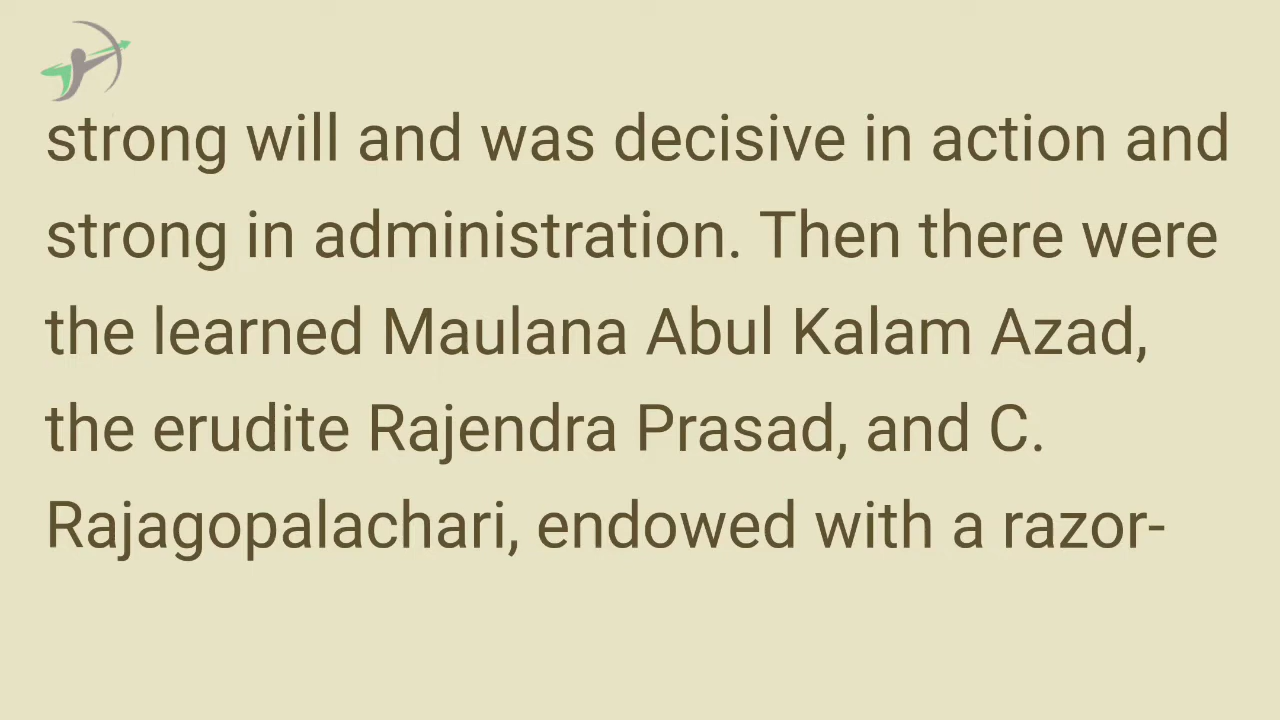 strong will and was decisive in action and
strong in administration. Then there were
the learned Maulana Abul Kalam Azad,
the erudite Rajendra Prasad, and C.
Rajagopalachari, endowed with a razor-